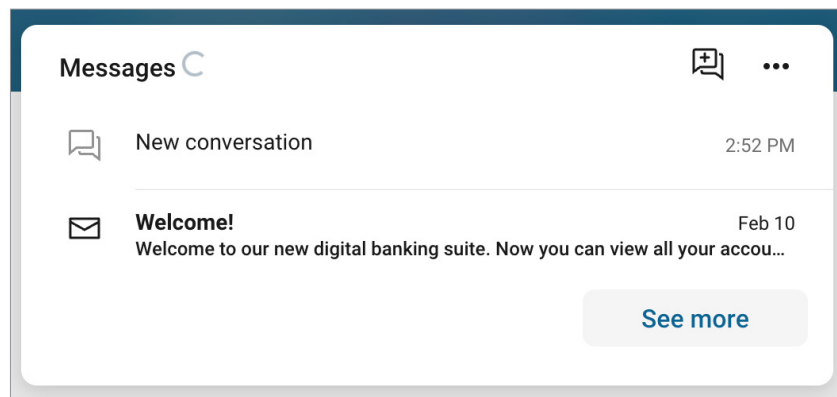 Messages
New conversation
2:52 PM
Welcome!
Feb 10
Welcome to our new digital banking suite. Now you can view all your accou...
See more